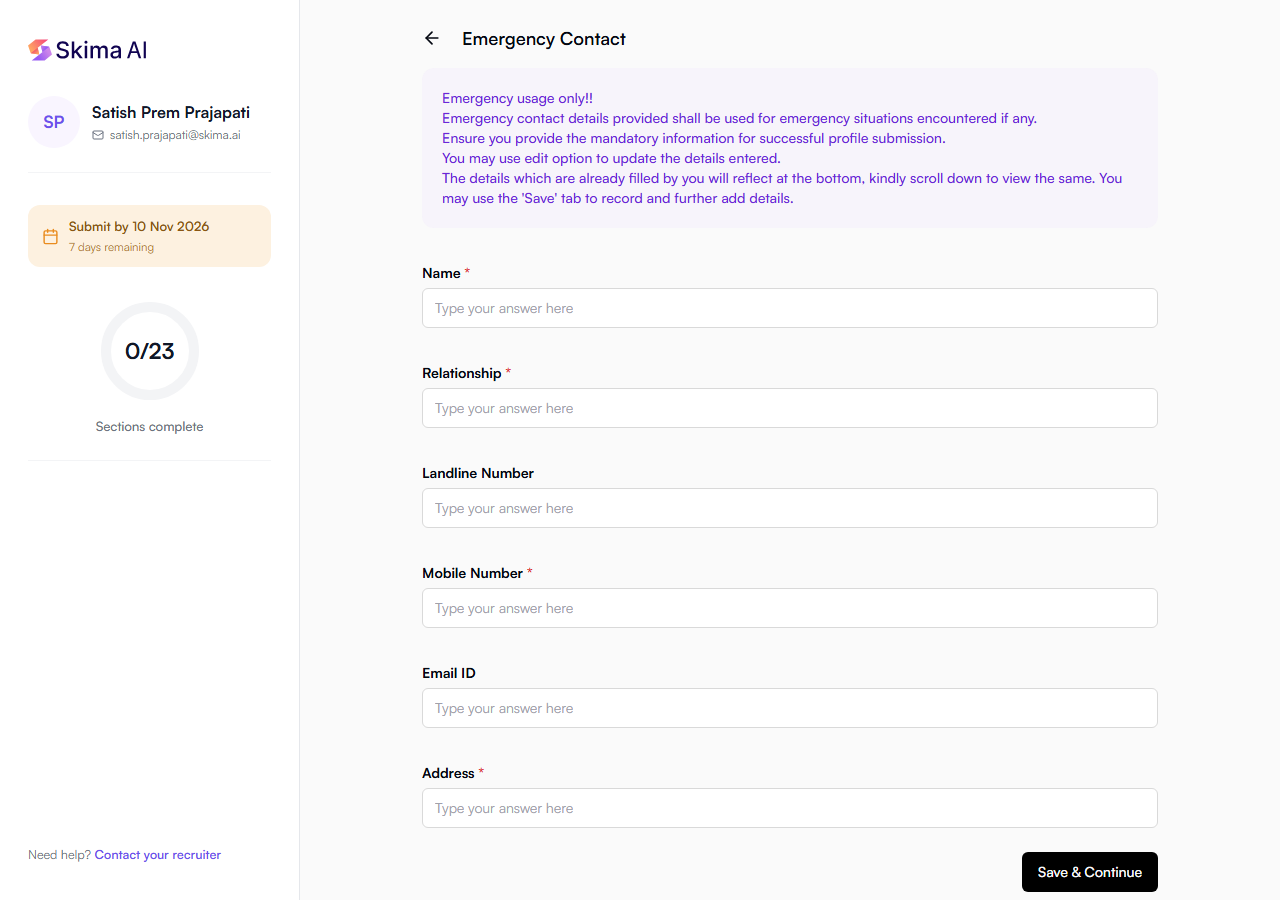 Skima AI
SP
Satish Prem Prajapati
satish.prajapati@skima.ai
Submit by 10 Nov 2026
7 days remaining
0/23
Sections complete
Need help? Contact your recruiter
Emergency Contact
Emergency usage only!!
Emergency contact details provided shall be used for emergency situations encountered if any.
Ensure you provide the mandatory information for successful profile submission.
You may use edit option to update the details entered.
The details which are already filled by you will reflect at the bottom, kindly scroll down to view the same. You
may use the 'Save' tab to record and further add details.
Name *
Type your answer here
Relationship *
Type your answer here
Landline Number
Type your answer here
Mobile Number *
Type your answer here
Email ID
Type your answer here
Address *
Type your answer here
Save & Continue